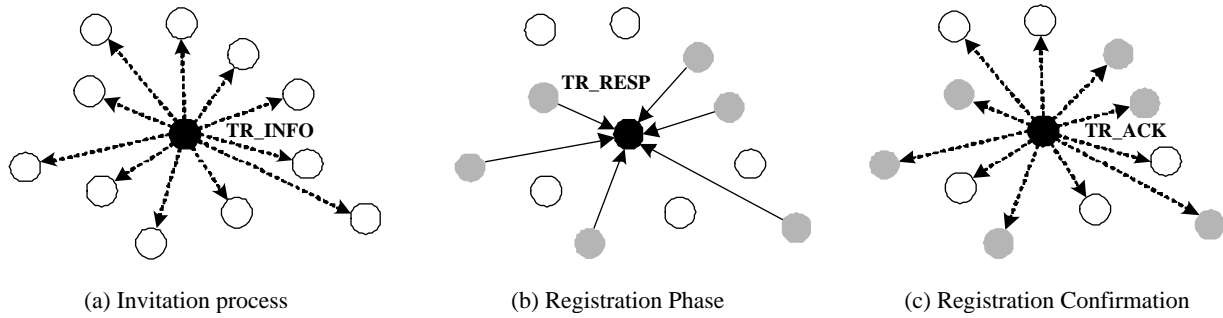 TR_INFO
TR_RESP
TR_ACK
(a) Invitation process
(b) Registration Phase
(c) Registration Confirmation